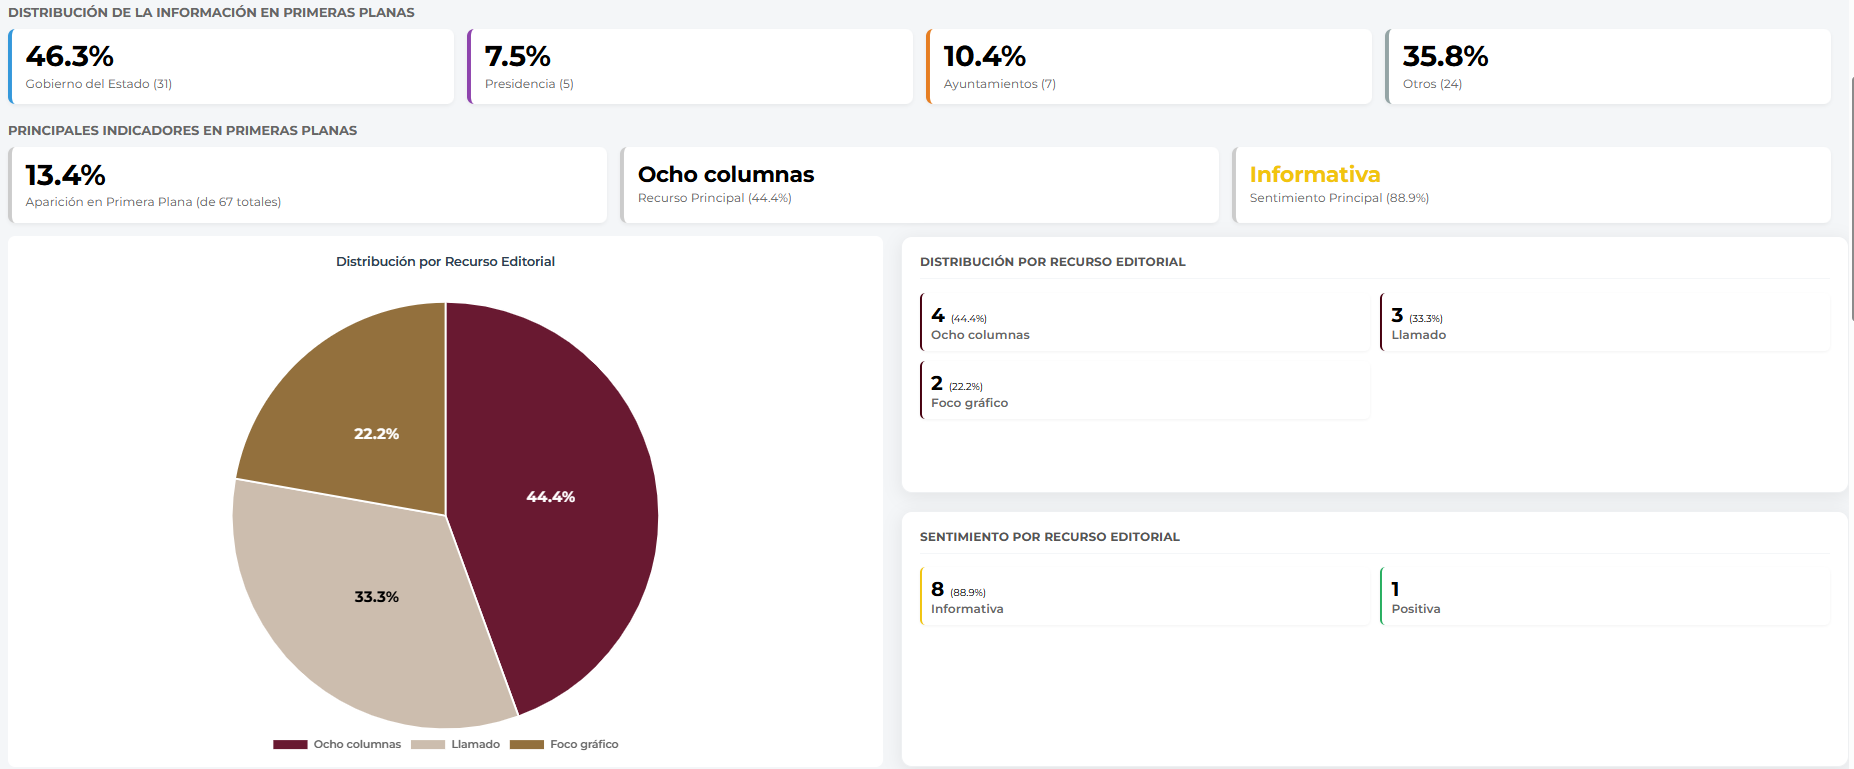 DISTRIBUCIÓN DE LA INFORMACIÓN EN PRIMERAS PLANAS
46.3%
Gobierno del Estado (31)
7.5%
Presidencia (5)
10.4%
Ayuntamientos (7)
35.8%
Otros (24)
PRINCIPALES INDICADORES EN PRIMERAS PLANAS
13.4%
Aparición en Primera Plana (de 67 totales)
Ocho columnas
Recurso Principal (44.4%)
Informativa
Sentimiento Principal (88.9%)
Distribución por Recurso Editorial
22.2%
44.4%
33.3%
Ocho columnas
Llamado
Foco gráfico
DISTRIBUCIÓN POR RECURSO EDITORIAL
4 (44.4%)
Ocho columnas
3 (33.3%)
Llamado
2 (22.2%)
Foco gráfico
SENTIMIENTO POR RECURSO EDITORIAL
8 (88.9%)
Informativa
1
Positiva